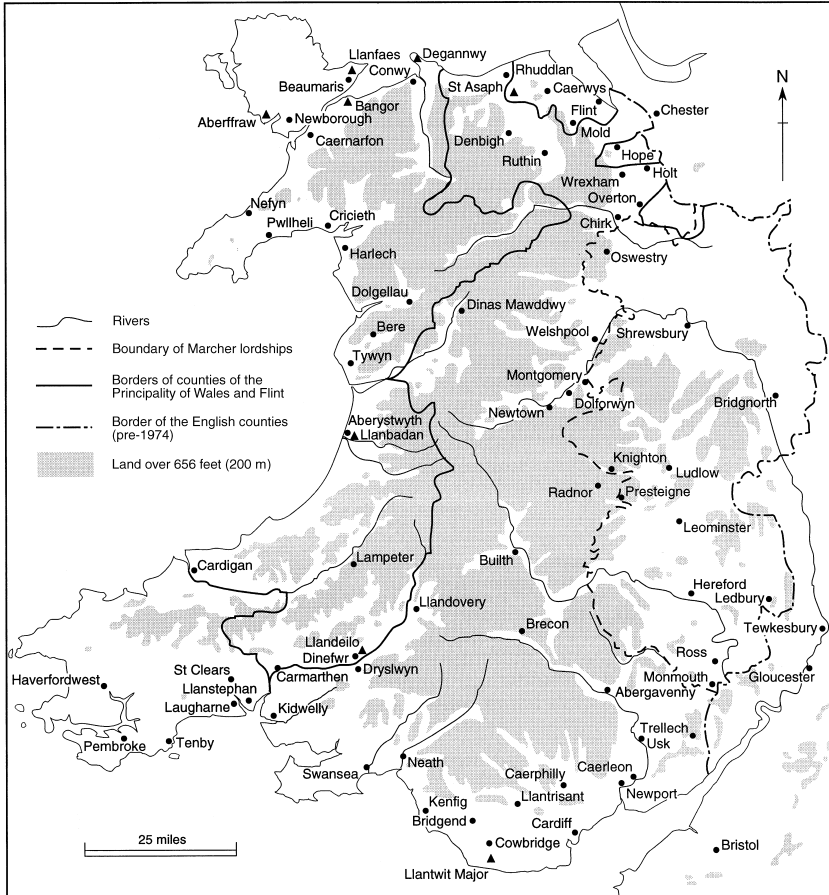 Llanfaes
Degannwy
Conwy
Beaumaris
Rhuddlan
St Asaph
Caerwys
Bangor
Flint
Chester
Aberffraw
Newborough
Mold
Caernarfon
Denbigh
Hope
Ruthin
Holt
Wrexham
Overton
Nefyn
Cricieth
Pwllheli
Chirk
Harlech
Oswestry
Dolgellau
Dinas Mawddwy
Bere
Welshpool
Shrewsbury
Tywyn
Montgomery
Dolforwyn
Bridgnorth
Newtown
Aberystwyth
Llanbadan
Knighton
Ludlow
Radnor
Presteigne
Leominster
Builth
Cardigan
Lampeter
Hereford
Ledbury
Llandovery
Brecon
Tewkesbury
Llandeilo
Dinefwr
Ross
St Clears
Carmarthen
Dryslwyn
Monmouth
Gloucester
Haverfordwest
Llanstephan
Abergavenny
Laugharne
Kidwelly
Trellech
Pembroke
Tenby
Usk
Swansea
Neath
Caerphilly
Caerleon
Kenfig
Llantrisant
Newport
Bridgend
Cardiff
Cowbridge
Bristol
Llantwit Major
N
Rivers
Boundary of Marcher lordships
Borders of counties of the
Principality of Wales and Flint
Border of the English counties
(pre-1974)
Land over 656 feet (200 m)
25 miles